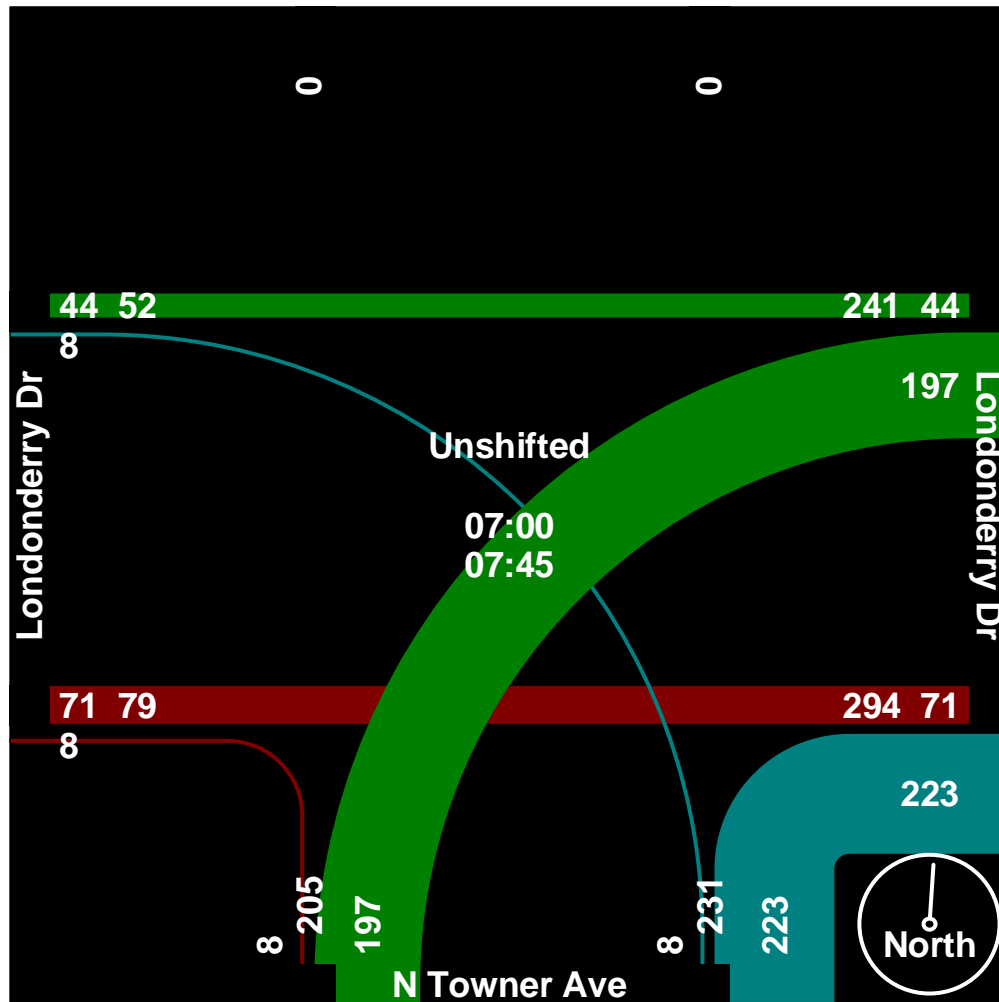 0 0
44 52 241 44
8
197
Londonderry Dr
Londonderry Dr
Unshifted
07:00
07:45
71 79 294 71
8
223
8 205 197
8 231 223
North
N Towner Ave